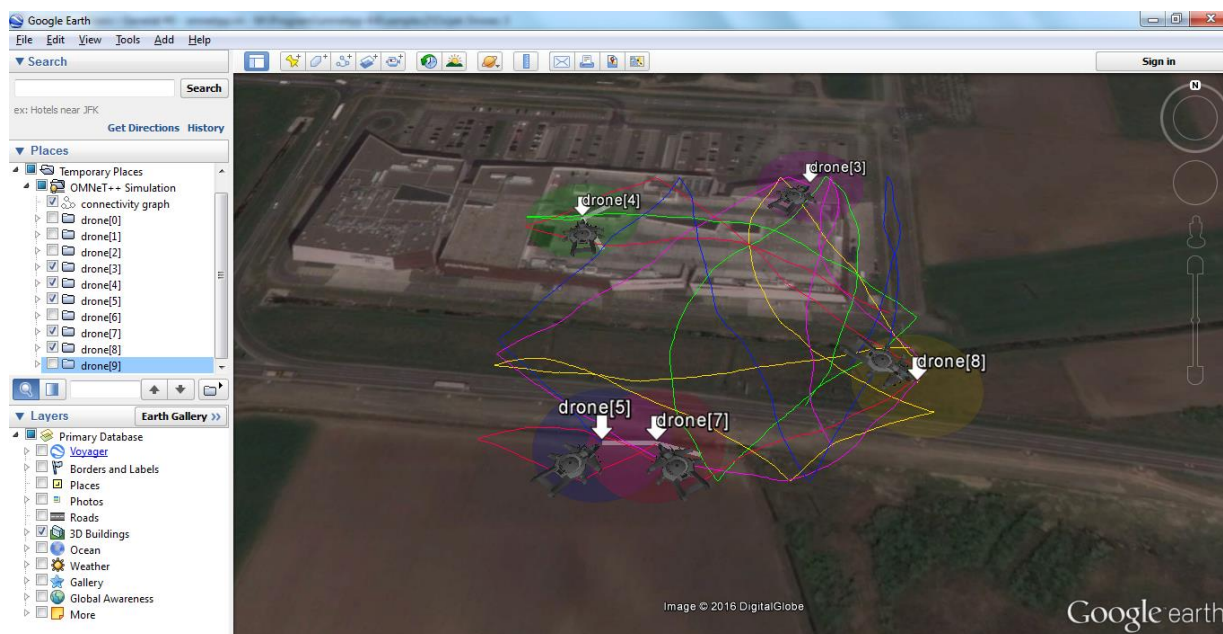 Google Earth
File Edit View Tools Add Help
▼ Search
Search
ex: Hotels near JFK
Get Directions History
▼ Places
Temporary Places
OMNeT++ Simulation
connectivity graph
drone[0]
drone[1]
drone[2]
drone[3]
drone[4]
drone[5]
drone[6]
drone[7]
drone[8]
drone[9]
▼ Layers
Earth Gallery >>
Primary Database
Voyager
Borders and Labels
Places
Photos
Roads
3D Buildings
Ocean
Weather
Gallery
Global Awareness
More
Sign in
N
drone[3]
drone[4]
drone[8]
drone[5]
drone[7]
Image © 2016 DigitalGlobe
Google earth